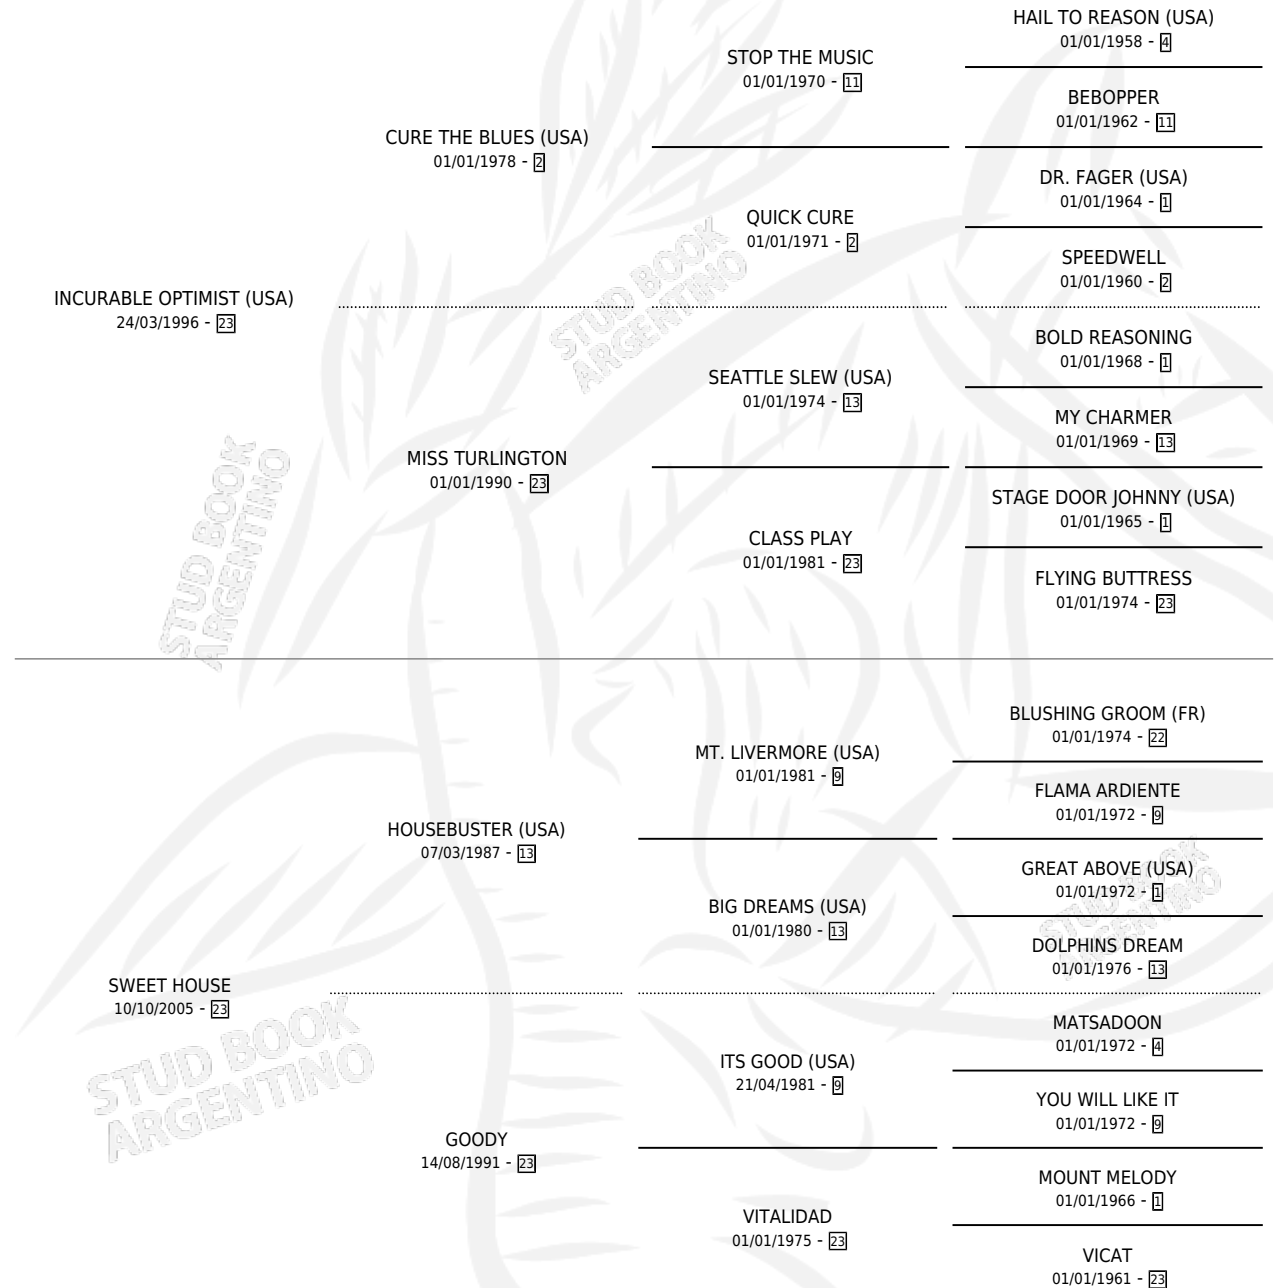 HAIL TO REASON (USA)
01/01/1958 - 4
STOP THE MUSIC
01/01/1970 - 11
BEBOPPER
01/01/1962 - 11
CURE THE BLUES (USA)
01/01/1978 - 2
DR. FAGER (USA)
01/01/1964 - 1
QUICK CURE
01/01/1971 - 2
SPEEDWELL
01/01/1960 - 2
INCURABLE OPTIMIST (USA)
24/03/1996 - 23
BOLD REASONING
01/01/1968 - 1
SEATTLE SLEW (USA)
01/01/1974 - 13
MY CHARMER
01/01/1969 - 13
MISS TURLINGTON
01/01/1990 - 23
STAGE DOOR JOHNNY (USA)
01/01/1965 - 1
CLASS PLAY
01/01/1981 - 23
FLYING BUTTRESS
01/01/1974 - 23
STUD BOOK
ARGENTINO
STUD BOOK
ARGENTINO
BLUSHING GROOM (FR)
01/01/1974 - 22
MT. LIVERMORE (USA)
01/01/1981 - 9
FLAMA ARDIENTE
01/01/1972 - 9
HOUSEBUSTER (USA)
07/03/1987 - 13
GREAT ABOVE (USA)
01/01/1972 - 1
BIG DREAMS (USA)
01/01/1980 - 13
DOLPHINS DREAM
01/01/1976 - 13
SWEET HOUSE
10/10/2005 - 23
MATSADOON
01/01/1972 - 4
ITS GOOD (USA)
21/04/1981 - 9
YOU WILL LIKE IT
01/01/1972 - 9
GOODY
14/08/1991 - 23
MOUNT MELODY
01/01/1966 - 1
VITALIDAD
01/01/1975 - 23
VICAT
01/01/1961 - 23
STUD BOOK
ARGENTINO
STUD BOOK
ARGENTINO